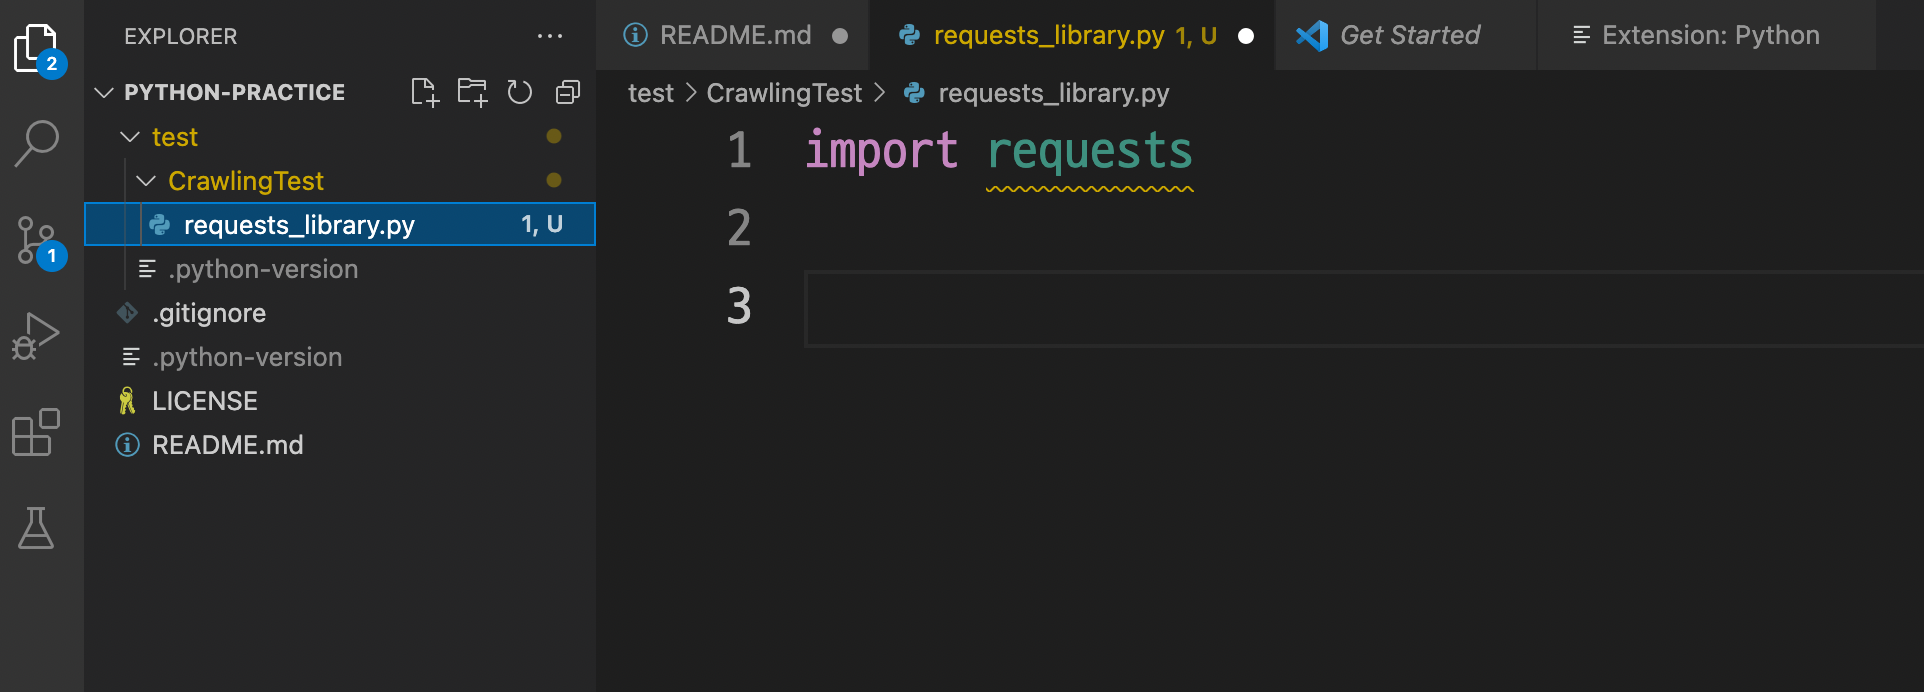 EXPLORER
PYTHON-PRACTICE
test
CrawlingTest
requests_library.py 1, U
.python-version
.gitignore
.python-version
LICENSE
README.md
2
1
README.md requests_library.py 1, U Get Started Extension: Python
test > CrawlingTest > requests_library.py
1 import requests
2
3